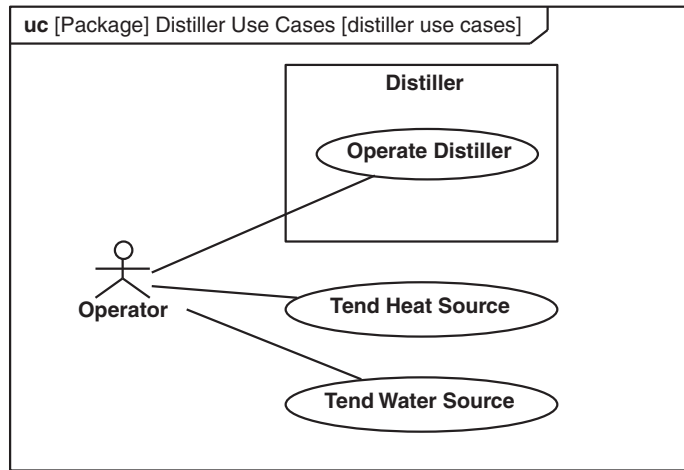 uc [Package] Distiller Use Cases [distiller use cases]
Distiller
Operate Distiller
Operator
Tend Heat Source
Tend Water Source